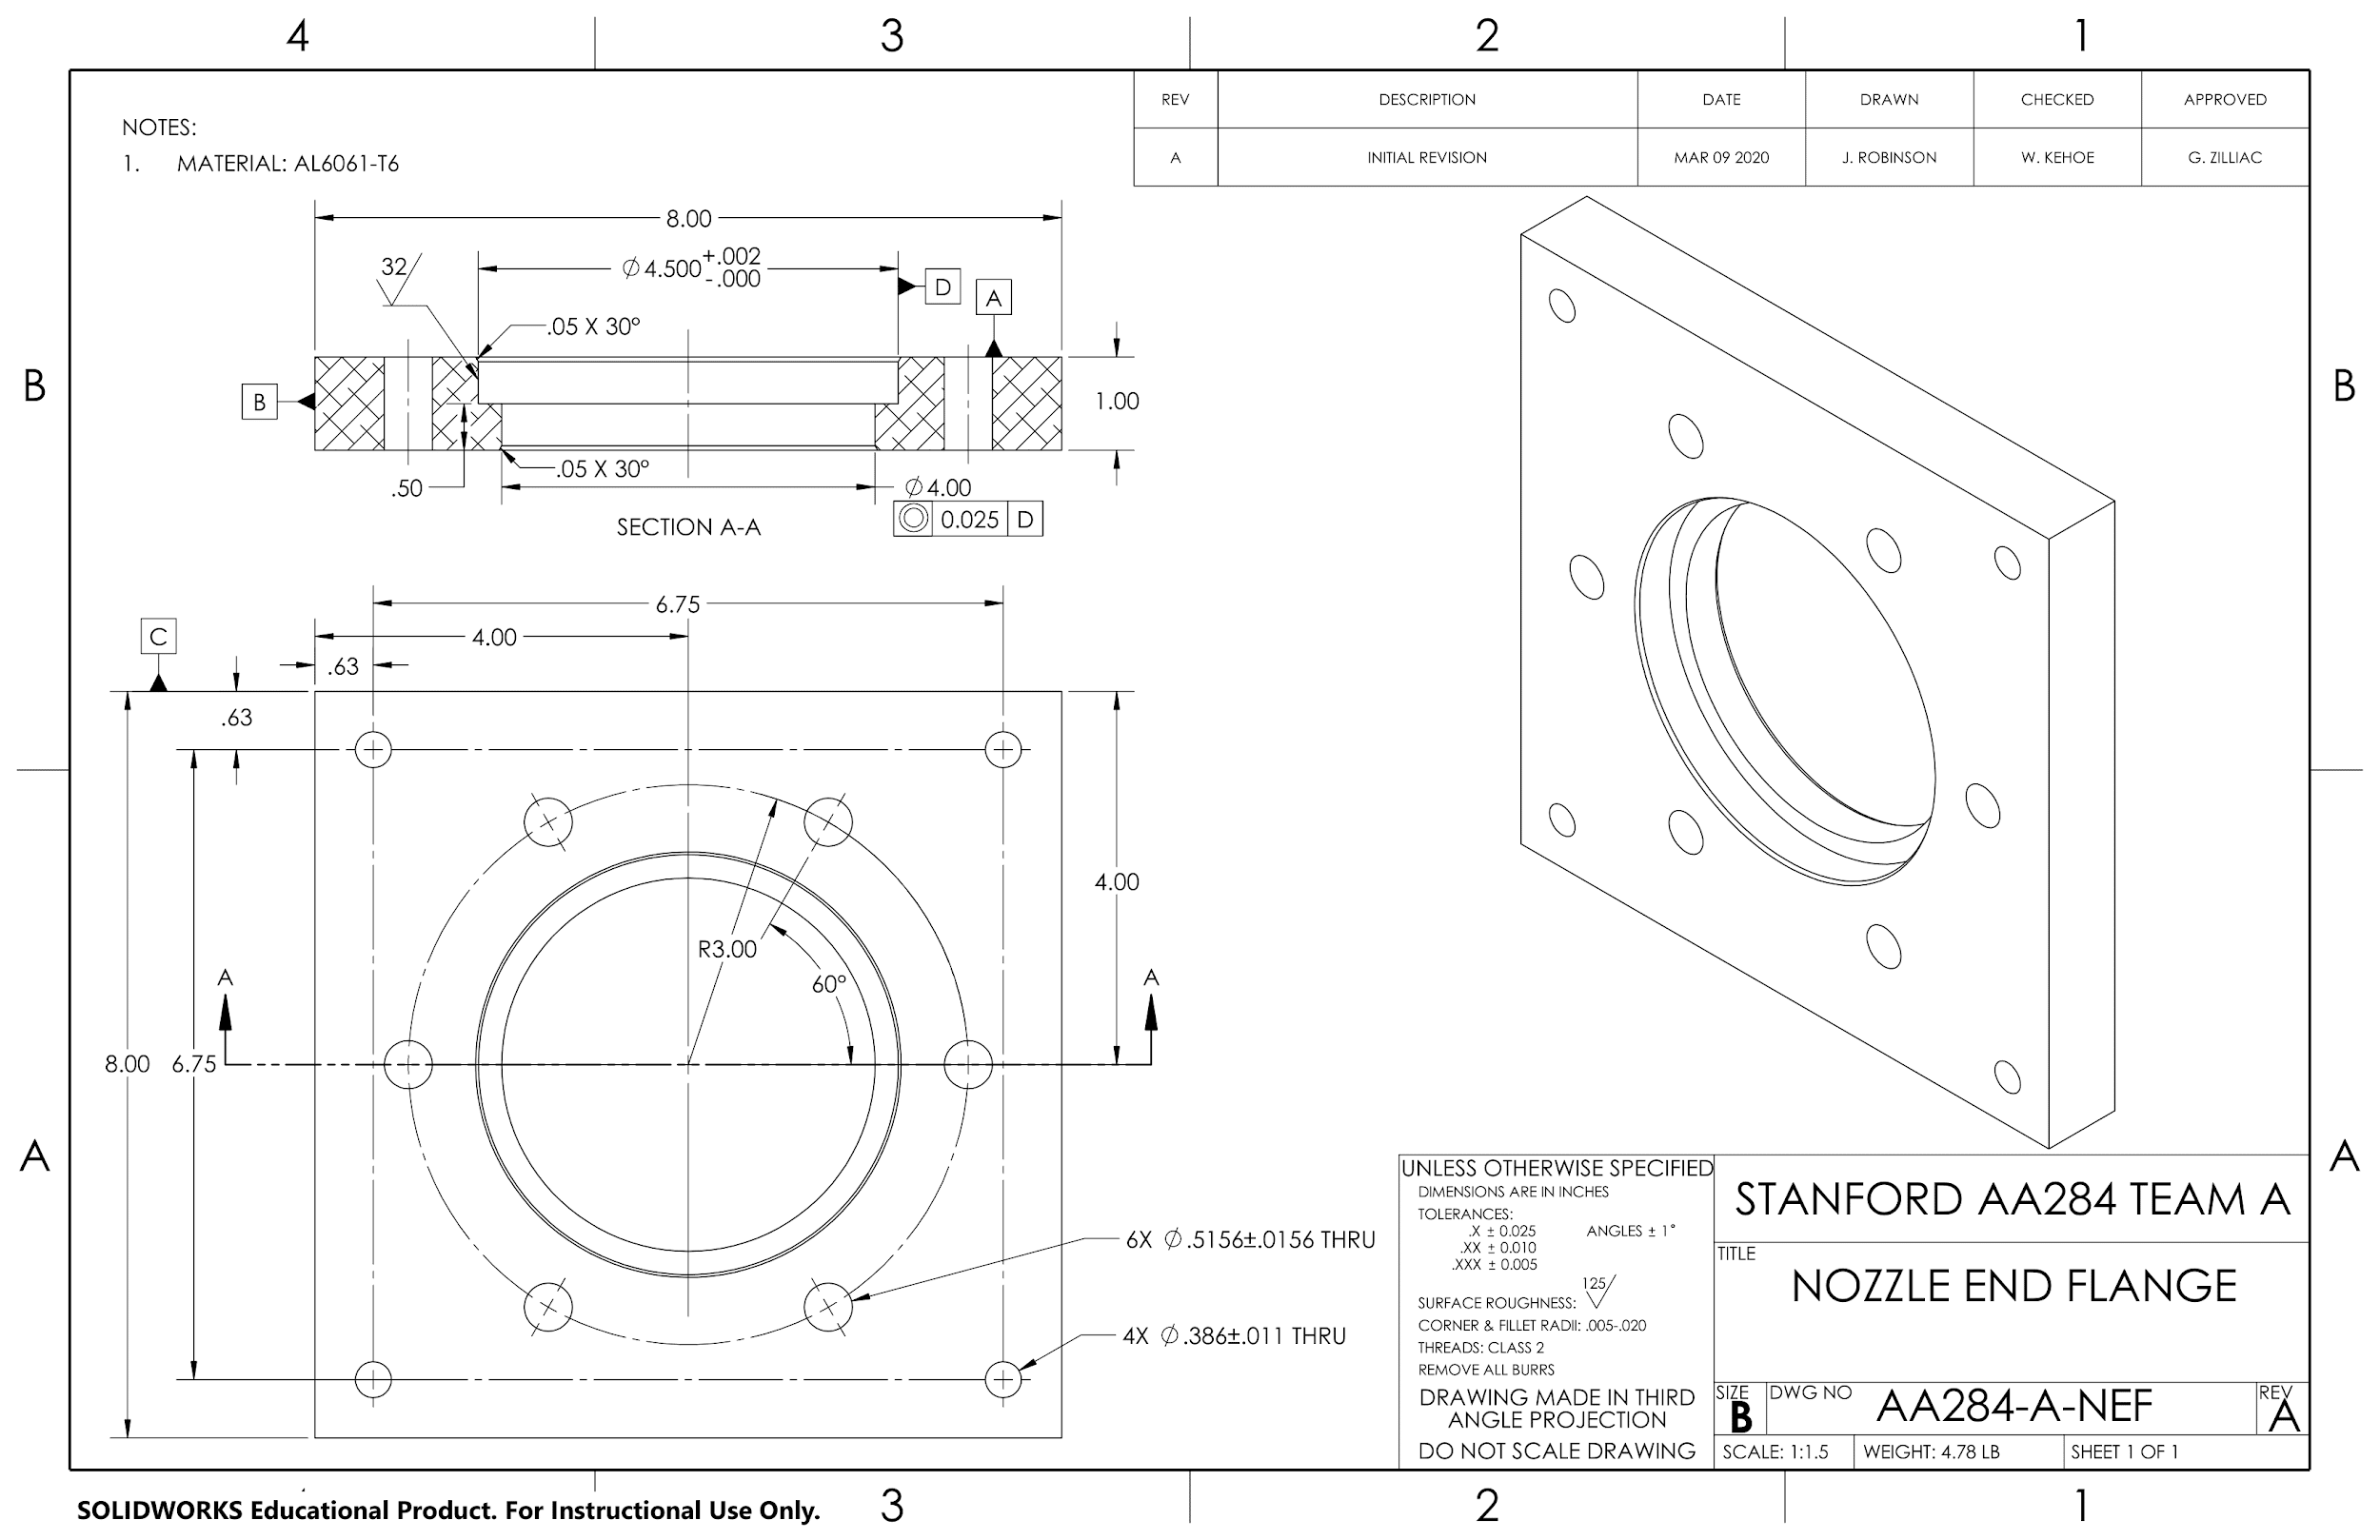 4 3 2 1
REV DESCRIPTION DATE DRAWN CHECKED APPROVED
A INITIAL REVISION MAR 09 2020 J. ROBINSON W. KEHOE G. ZILLIAC
NOTES:
1. MATERIAL: AL6061-T6
8.00
32
∅4.500 +.002 -.000
D
A
.05 X 30°
B
B
B
1.00
.50
.05 X 30°
∅4.00
◎ 0.025 D
SECTION A-A
6.75
4.00
C
.63
.63
4.00
R3.00
60°
A
A
8.00
6.75
A
A
6X ∅.5156±.0156 THRU
4X ∅.386±.011 THRU
UNLESS OTHERWISE SPECIFIED
DIMENSIONS ARE IN INCHES
TOLERANCES:
.X ± 0.025 ANGLES ± 1°
.XX ± 0.010
.XXX ± 0.005
125
SURFACE ROUGHNESS:
CORNER & FILLET RADII: .005-.020
THREADS: CLASS 2
REMOVE ALL BURRS
DRAWING MADE IN THIRD
ANGLE PROJECTION
DO NOT SCALE DRAWING
STANFORD AA284 TEAM A
TITLE
NOZZLE END FLANGE
SIZE
B
DWG NO
AA284-A-NEF
REV
A
SCALE: 1:1.5 WEIGHT: 4.78 LB SHEET 1 OF 1
SOLIDWORKS Educational Product. For Instructional Use Only.
3 2 1